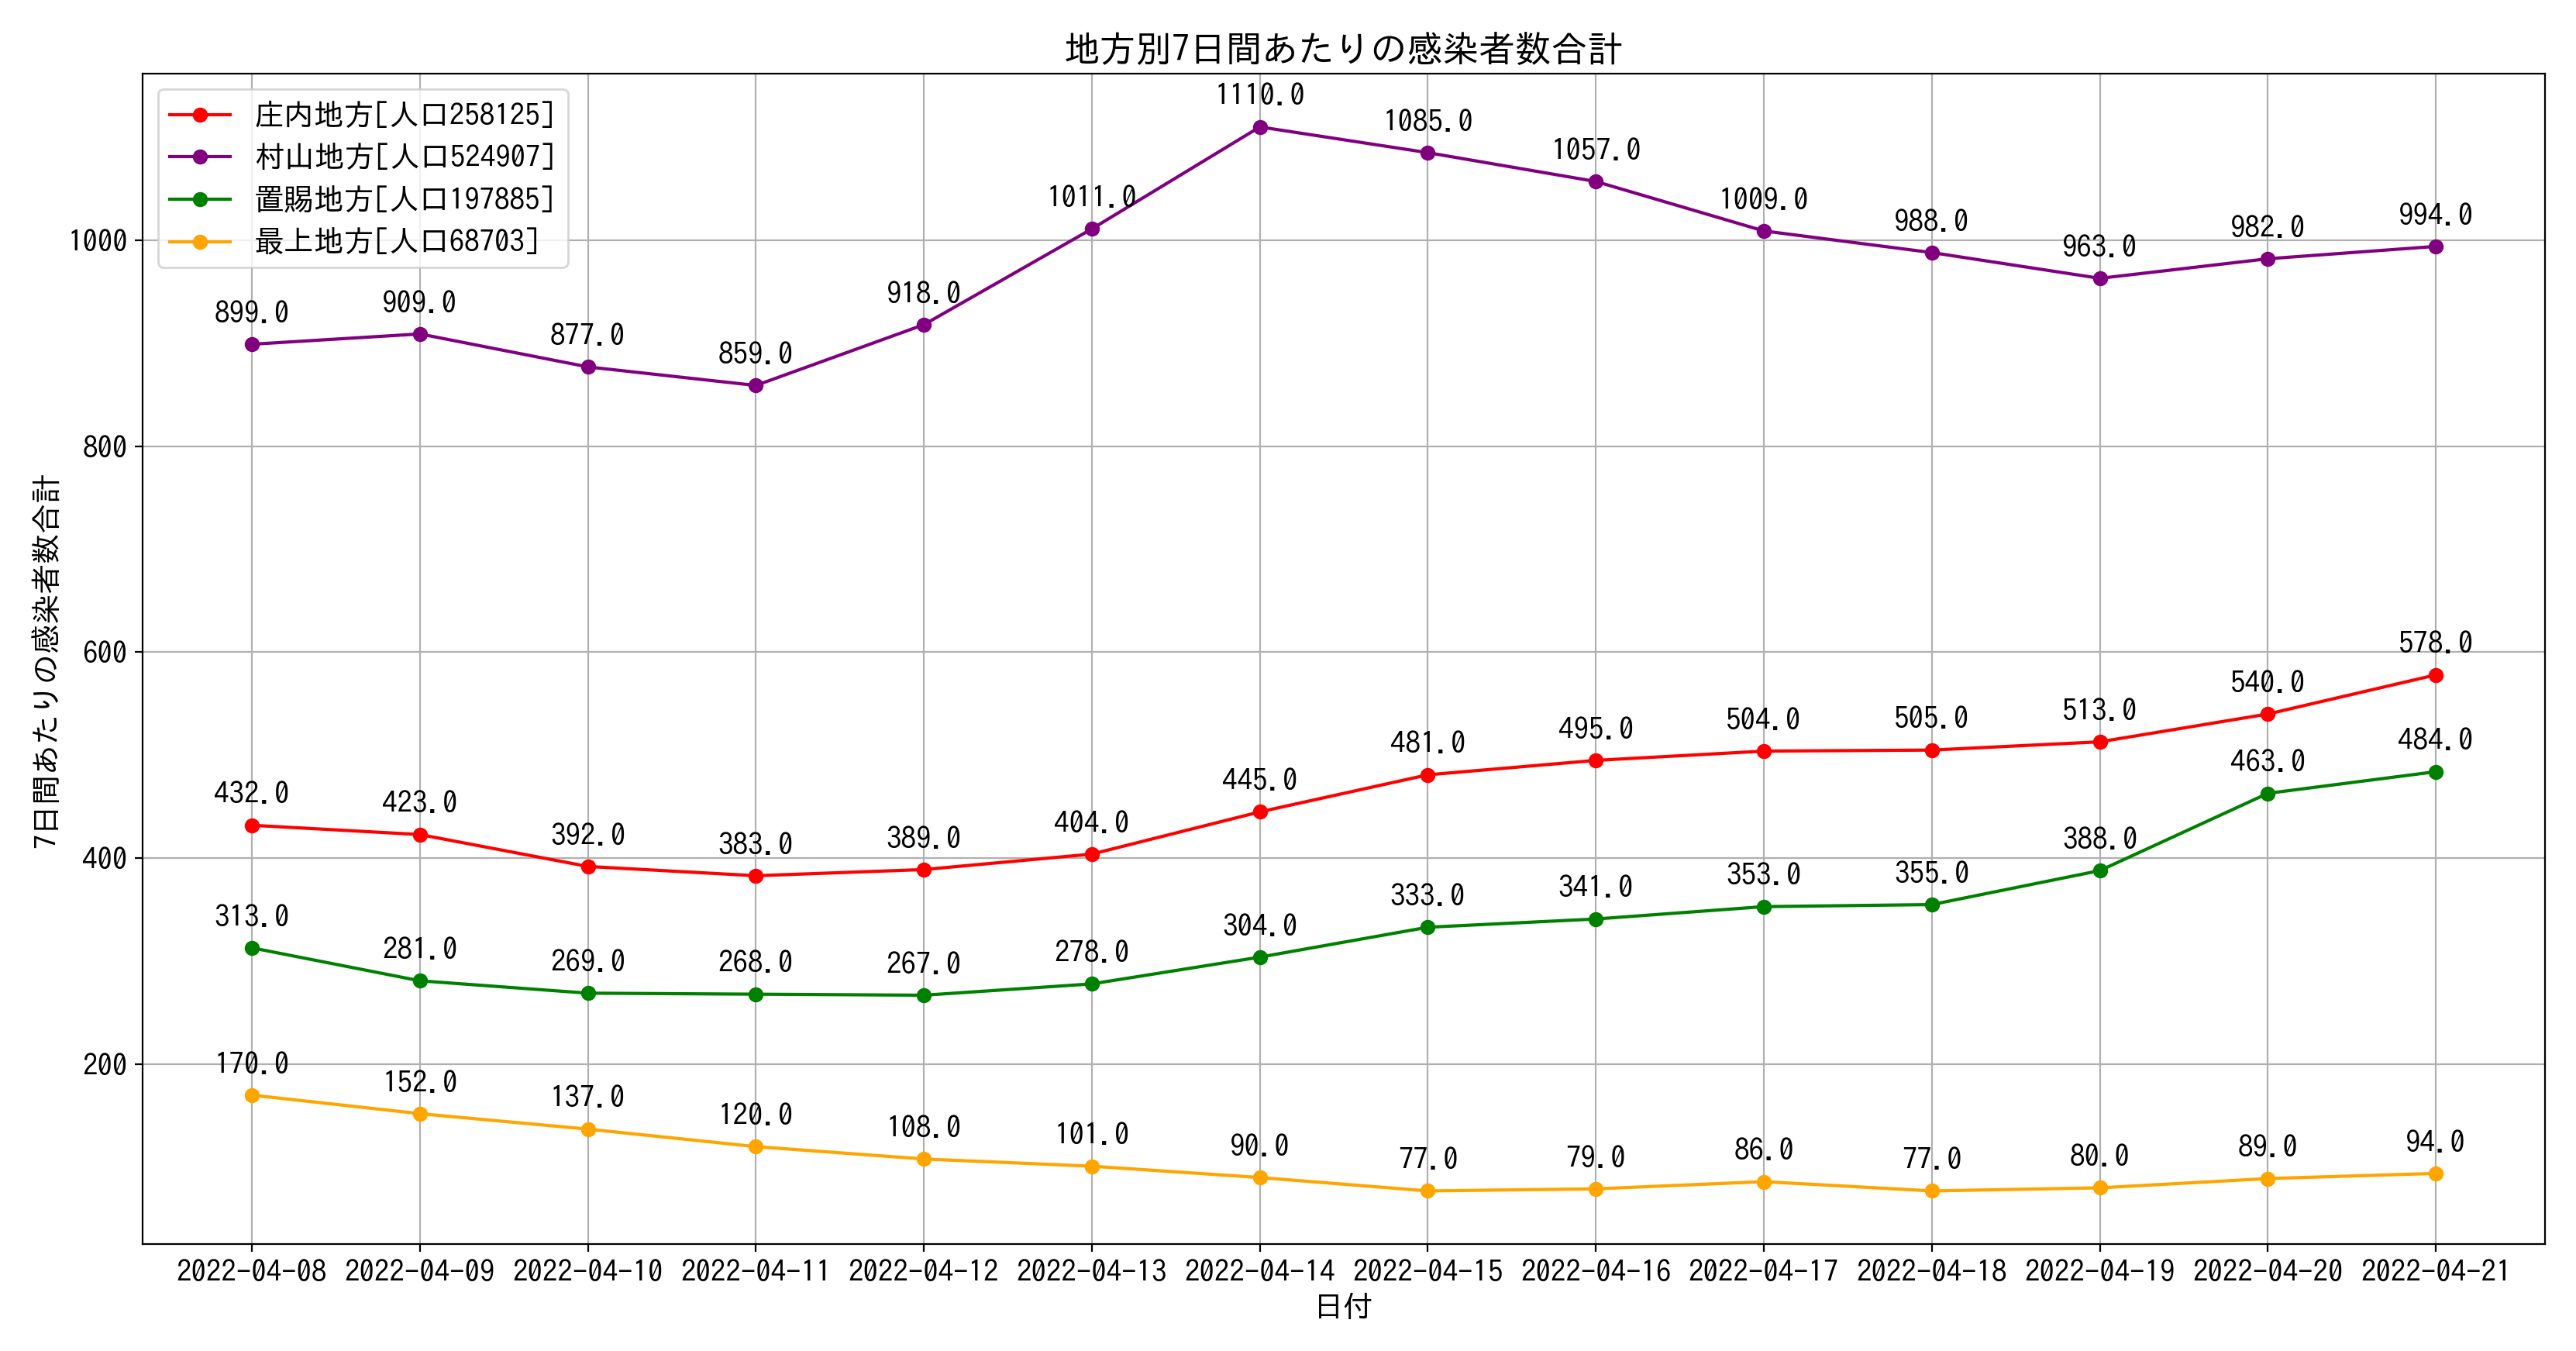 地方別7日間あたりの感染者数合計
庄内地方[人口258125]
村山地方[人口524907]
置賜地方[人口197885]
最上地方[人口68703]
7日間あたりの感染者数合計
1000
800
600
400
200
899.0 909.0 877.0 859.0 918.0 1011.0 1110.0 1085.0 1057.0 1009.0 988.0 963.0 982.0 994.0
432.0 423.0 392.0 383.0 389.0 404.0 445.0 481.0 495.0 504.0 505.0 513.0 540.0 578.0
313.0 281.0 269.0 268.0 267.0 278.0 304.0 333.0 341.0 353.0 355.0 388.0 463.0 484.0
170.0 152.0 137.0 120.0 108.0 101.0 90.0 77.0 79.0 86.0 77.0 80.0 89.0 94.0
2022-04-08 2022-04-09 2022-04-10 2022-04-11 2022-04-12 2022-04-13 2022-04-14 2022-04-15 2022-04-16 2022-04-17 2022-04-18 2022-04-19 2022-04-20 2022-04-21
日付